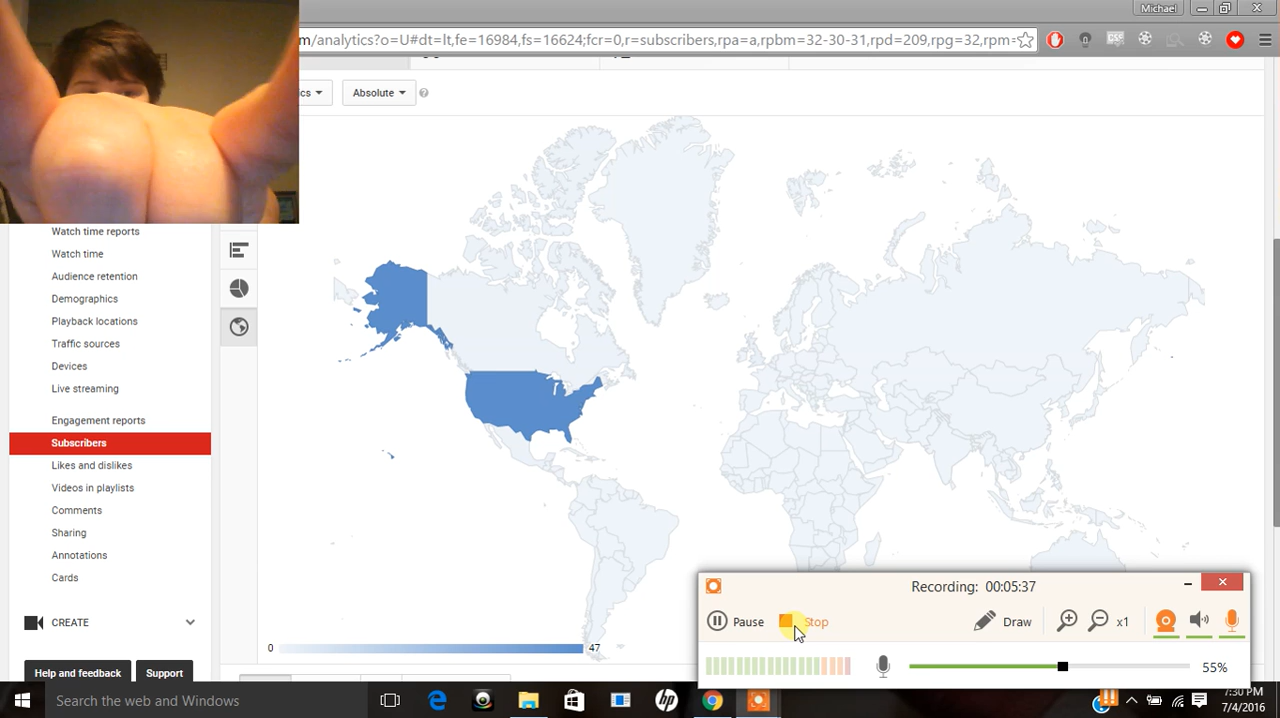 Michael
m/analytics?o=U#dt=lt,fe=16984,fs=16624;fcr=0,r=subscribers,rpa=a,rpbm=32-30-31,rpd=209,rpg=32,rpm=
cs
Absolute
?
Watch time reports
Watch time
Audience retention
Demographics
Playback locations
Traffic sources
Devices
Live streaming
Engagement reports
Subscribers
Likes and dislikes
Videos in playlists
Comments
Sharing
Annotations
Cards
CREATE
Help and feedback
Support
0
47
Recording: 00:05:37
Pause
Stop
Draw
x1
55%
Search the web and Windows
7:30 PM
7/4/2016